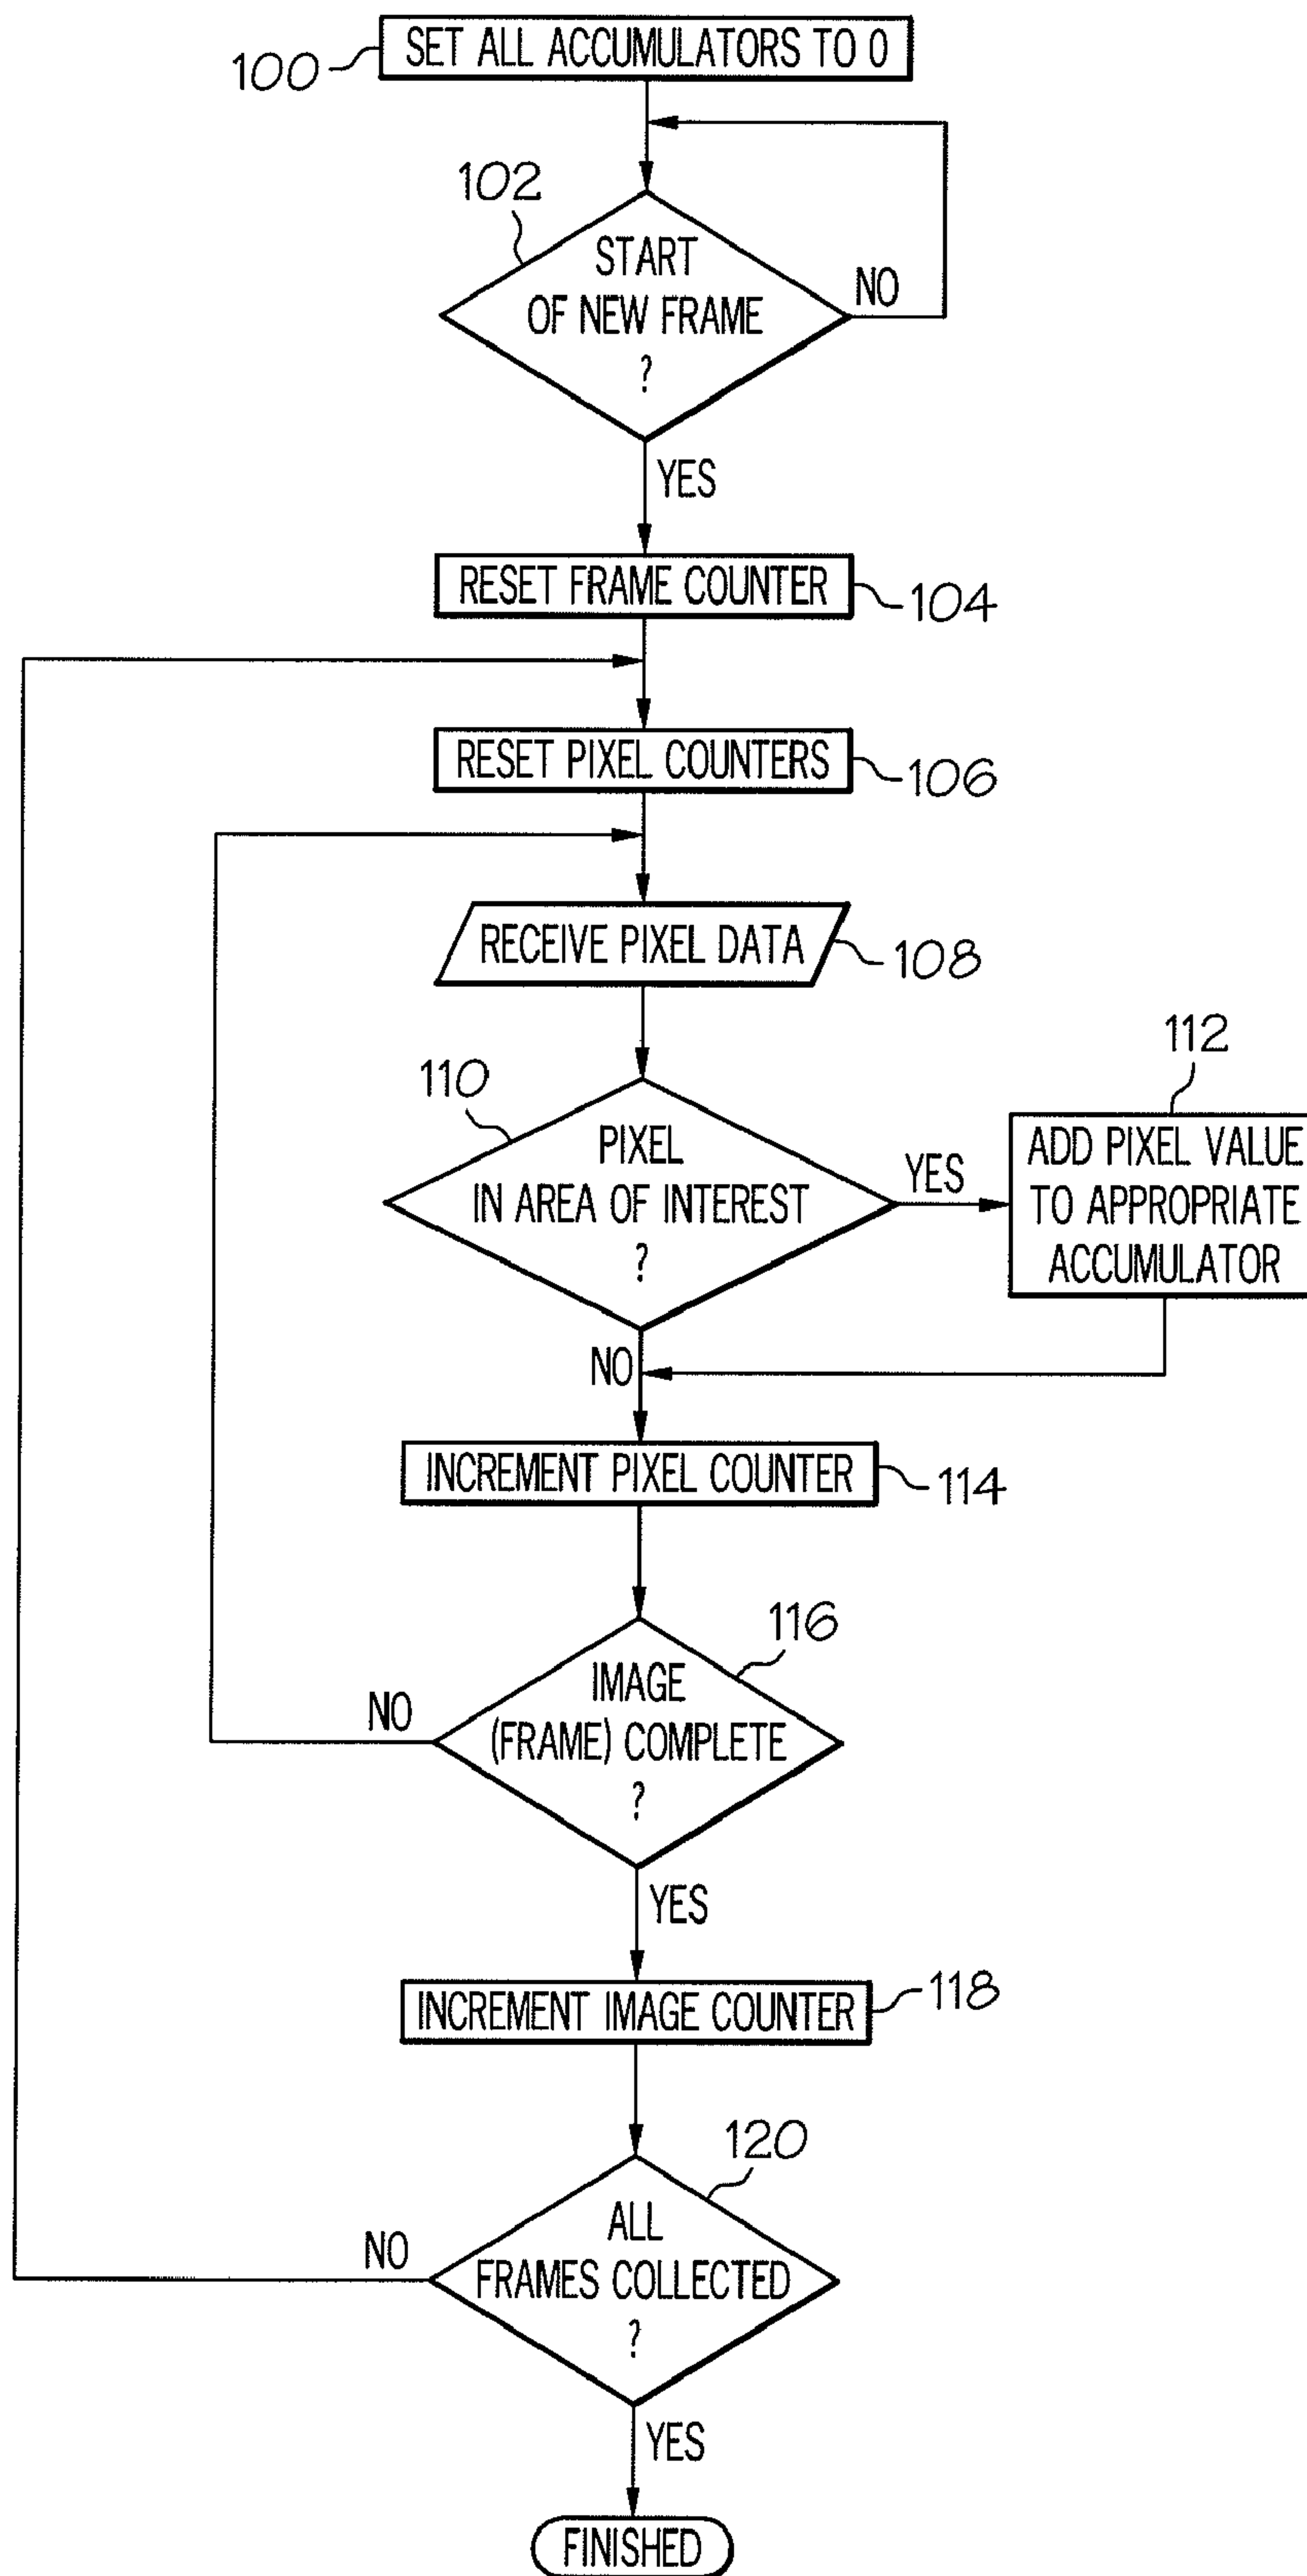 SET ALL ACCUMULATORS TO 0
100
102
START
OF NEW FRAME
?
NO
YES
RESET FRAME COUNTER
104
RESET PIXEL COUNTERS
106
RECEIVE PIXEL DATA
108
110
PIXEL
IN AREA OF INTEREST
?
YES
112
ADD PIXEL VALUE
TO APPROPRIATE
ACCUMULATOR
NO
INCREMENT PIXEL COUNTER
114
116
IMAGE
(FRAME) COMPLETE
?
NO
YES
INCREMENT IMAGE COUNTER
118
120
ALL
FRAMES COLLECTED
?
NO
YES
FINISHED